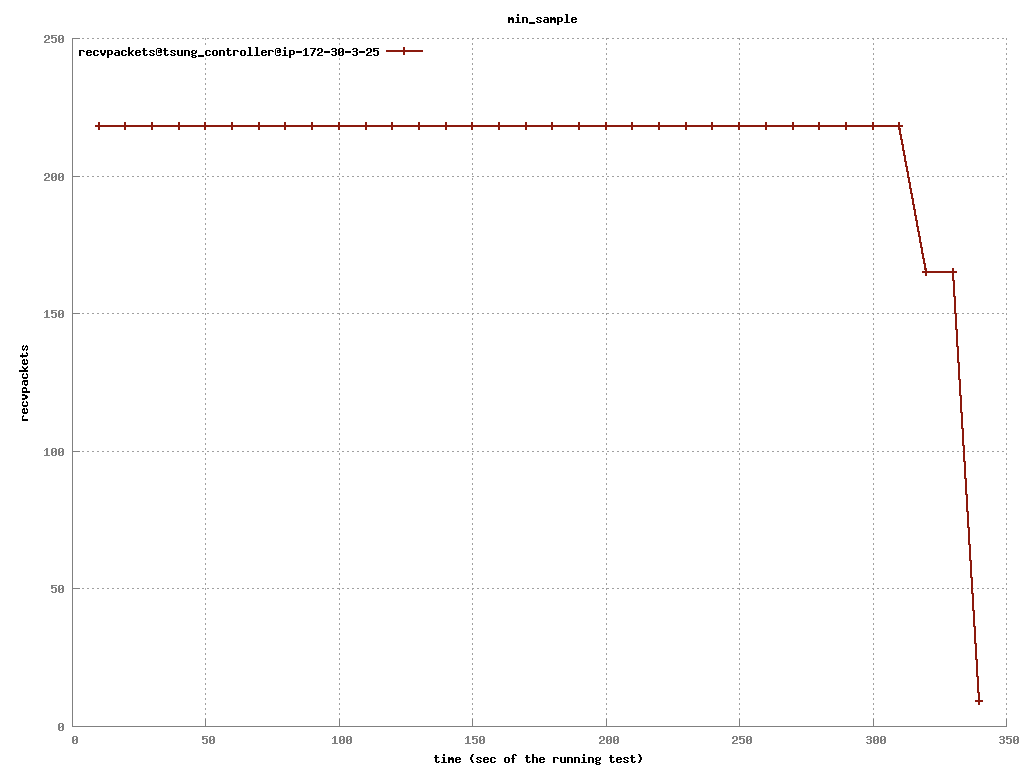 min_sample
250
recvpackets@tsung_controller@ip-172-30-3-25
200
150
recvpackets
100
50
0
0 50 100 150 200 250 300 350
time (sec of the running test)